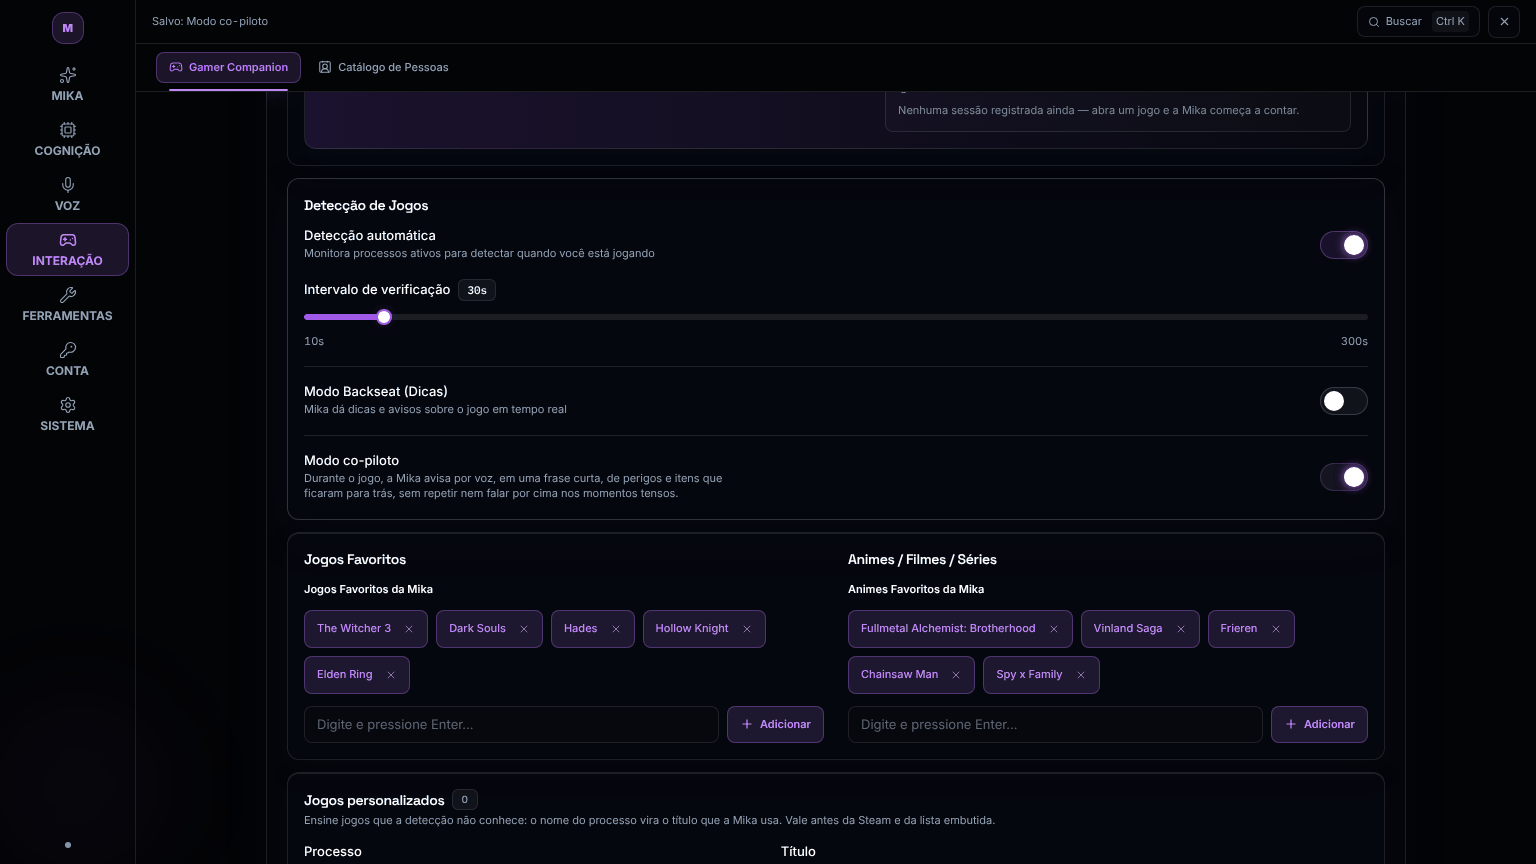 M
Salvo: Modo co-piloto
Buscar Ctrl K
MIKA
COGNIÇÃO
VOZ
INTERAÇÃO
FERRAMENTAS
CONTA
SISTEMA
Gamer Companion
Catálogo de Pessoas
Nenhuma sessão registrada ainda — abra um jogo e a Mika começa a contar.
Detecção de Jogos
Detecção automática
Monitora processos ativos para detectar quando você está jogando
Intervalo de verificação 30s
10s 300s
Modo Backseat (Dicas)
Mika dá dicas e avisos sobre o jogo em tempo real
Modo co-piloto
Durante o jogo, a Mika avisa por voz, em uma frase curta, de perigos e itens que
ficaram para trás, sem repetir nem falar por cima nos momentos tensos.
Jogos Favoritos
Jogos Favoritos da Mika
The Witcher 3
Dark Souls
Hades
Hollow Knight
Elden Ring
Digite e pressione Enter...
Adicionar
Animes / Filmes / Séries
Animes Favoritos da Mika
Fullmetal Alchemist: Brotherhood
Vinland Saga
Frieren
Chainsaw Man
Spy x Family
Digite e pressione Enter...
Adicionar
Jogos personalizados 0
Ensine jogos que a detecção não conhece: o nome do processo vira o título que a Mika usa. Vale antes da Steam e da lista embutida.
Processo
Título